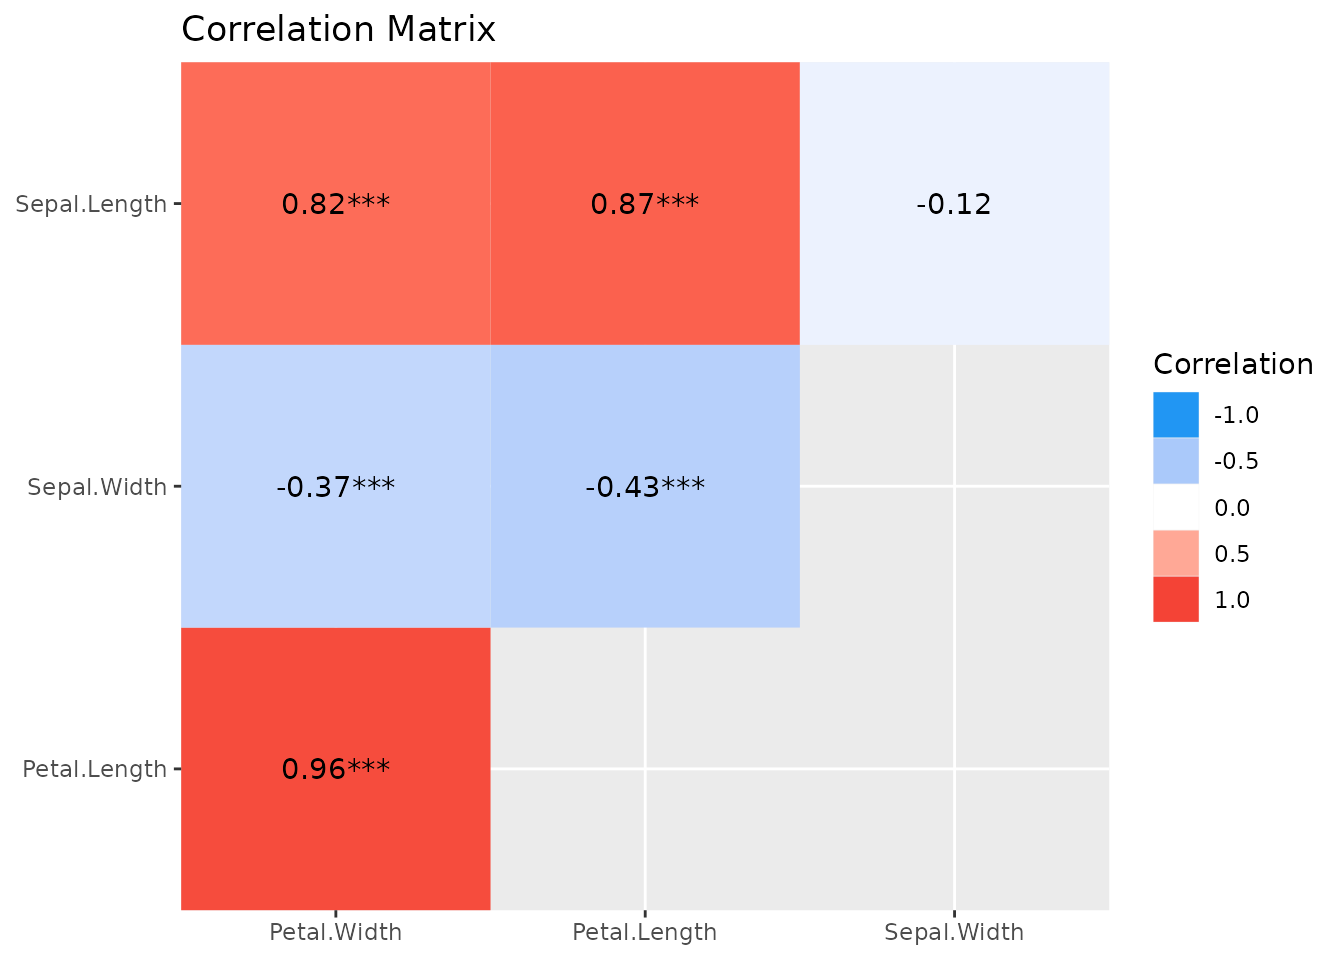 Correlation Matrix
Sepal.Length
0.82***
0.87***
-0.12
Sepal.Width
-0.37***
-0.43***
Petal.Length
0.96***
Petal.Width
Petal.Length
Sepal.Width
Correlation
-1.0
-0.5
0.0
0.5
1.0